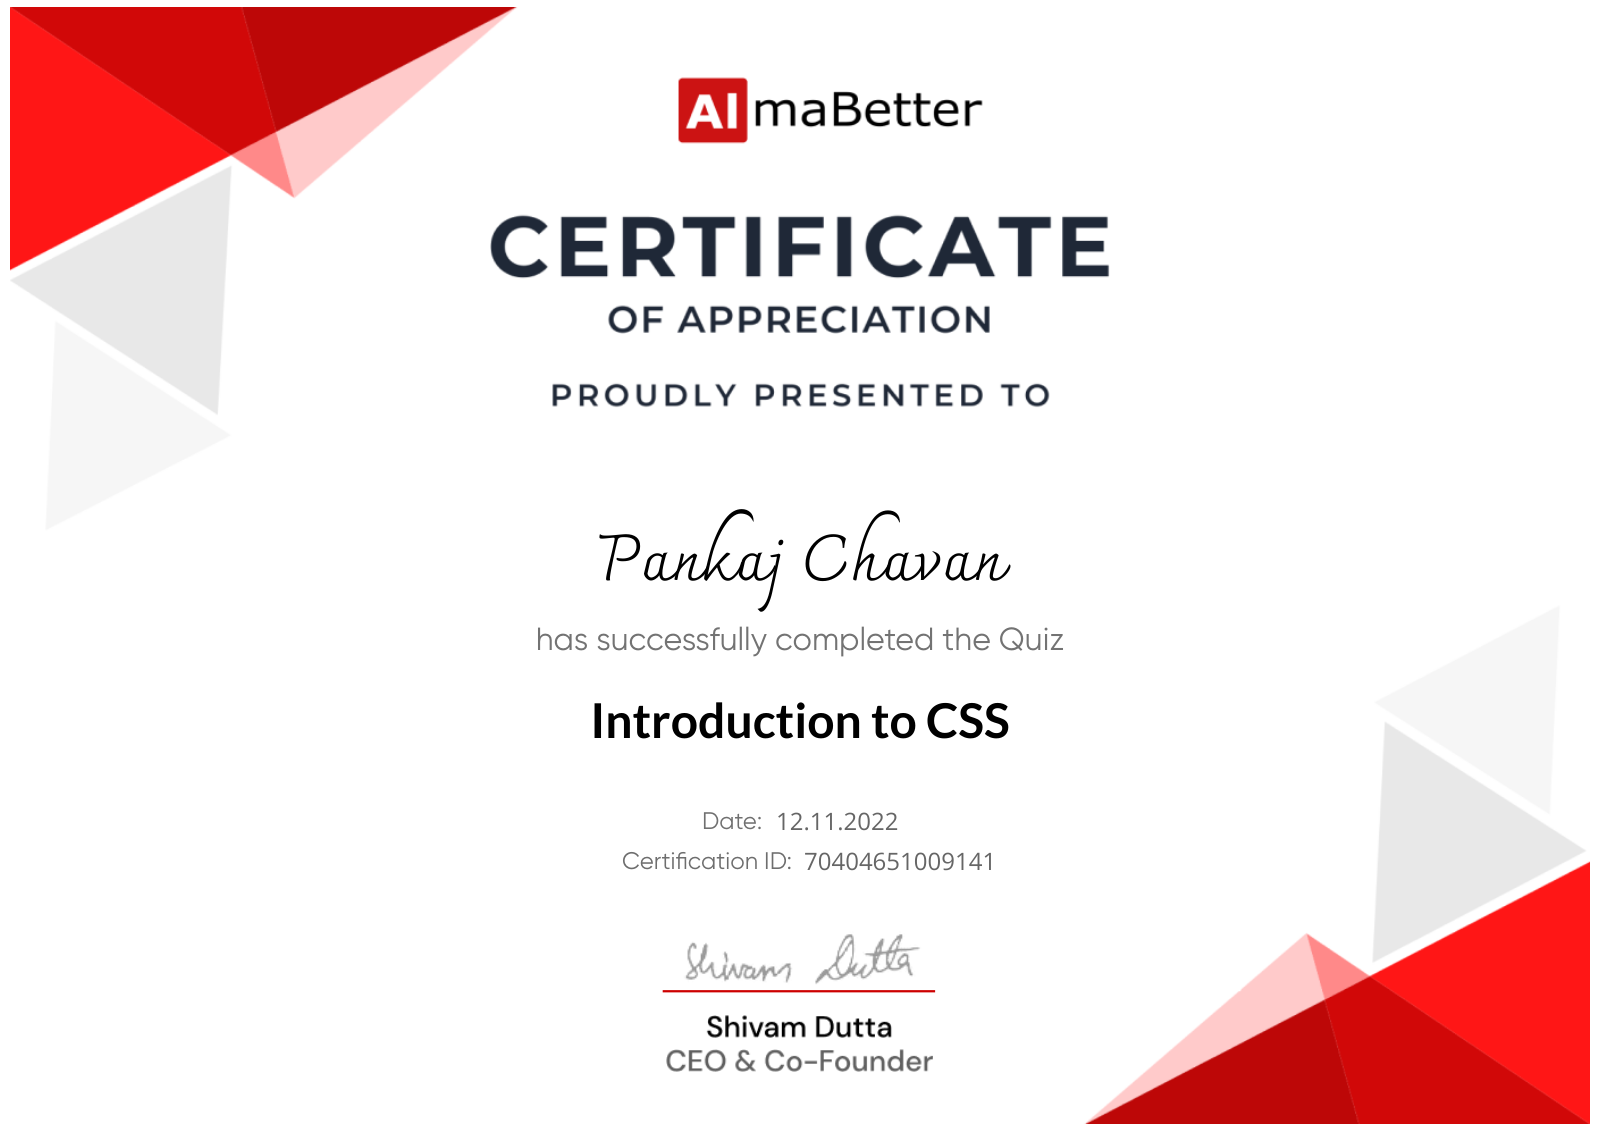 AlmaBetter
CERTIFICATE
OF APPRECIATION
PROUDLY PRESENTED TO
Pankaj Chavan
has successfully completed the Quiz
Introduction to CSS
Date: 12.11.2022
Certification ID: 70404651009141
Shivam Dutta
Shivam Dutta
CEO & Co-Founder